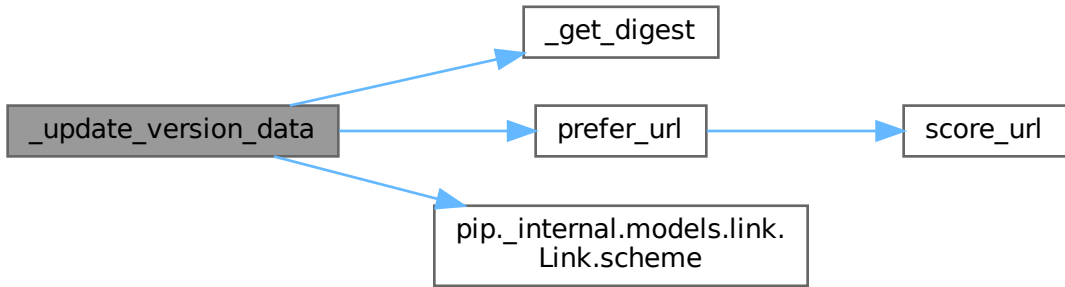 _get_digest
_update_version_data
prefer_url
score_url
pip._internal.models.link.
Link.scheme